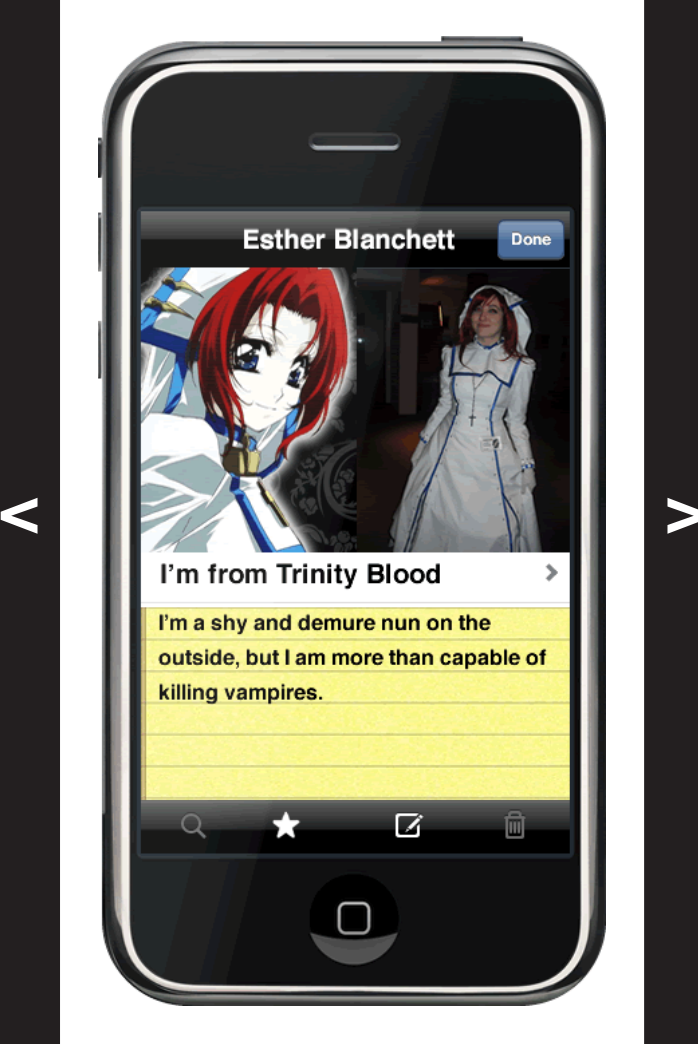 Esther Blanchett
Done
< >
I'm from Trinity Blood
I'm a shy and demure nun on the
outside, but I am more than capable of
killing vampires.